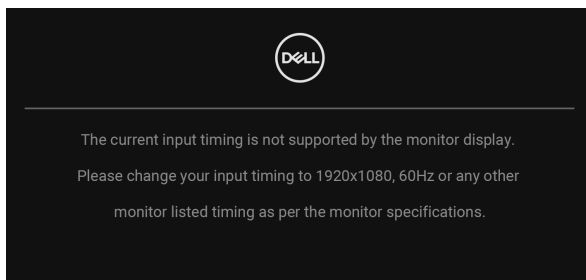 DELL
The current input timing is not supported by the monitor display.
Please change your input timing to 1920x1080, 60Hz or any other
monitor listed timing as per the monitor specifications.